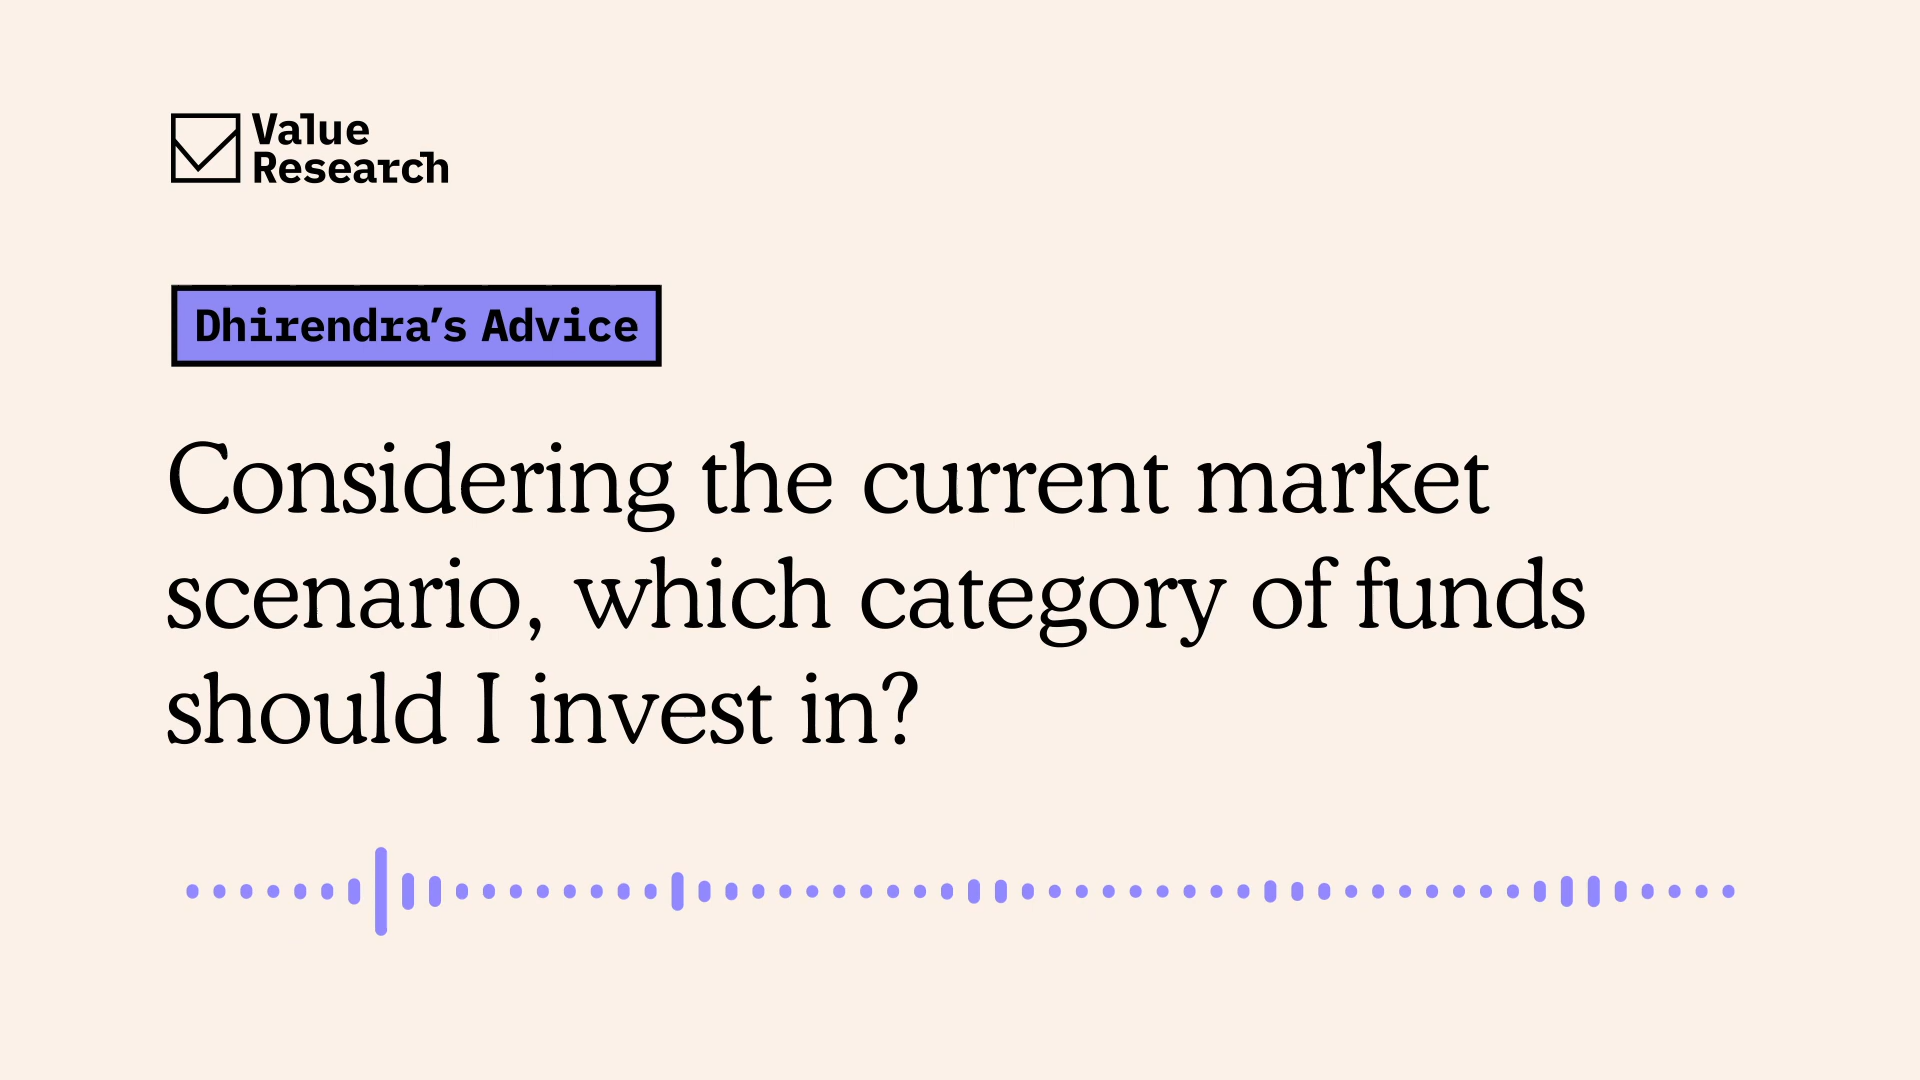 Value
Research
Dhirendra’s Advice
Considering the current market
scenario, which category of funds
should I invest in?